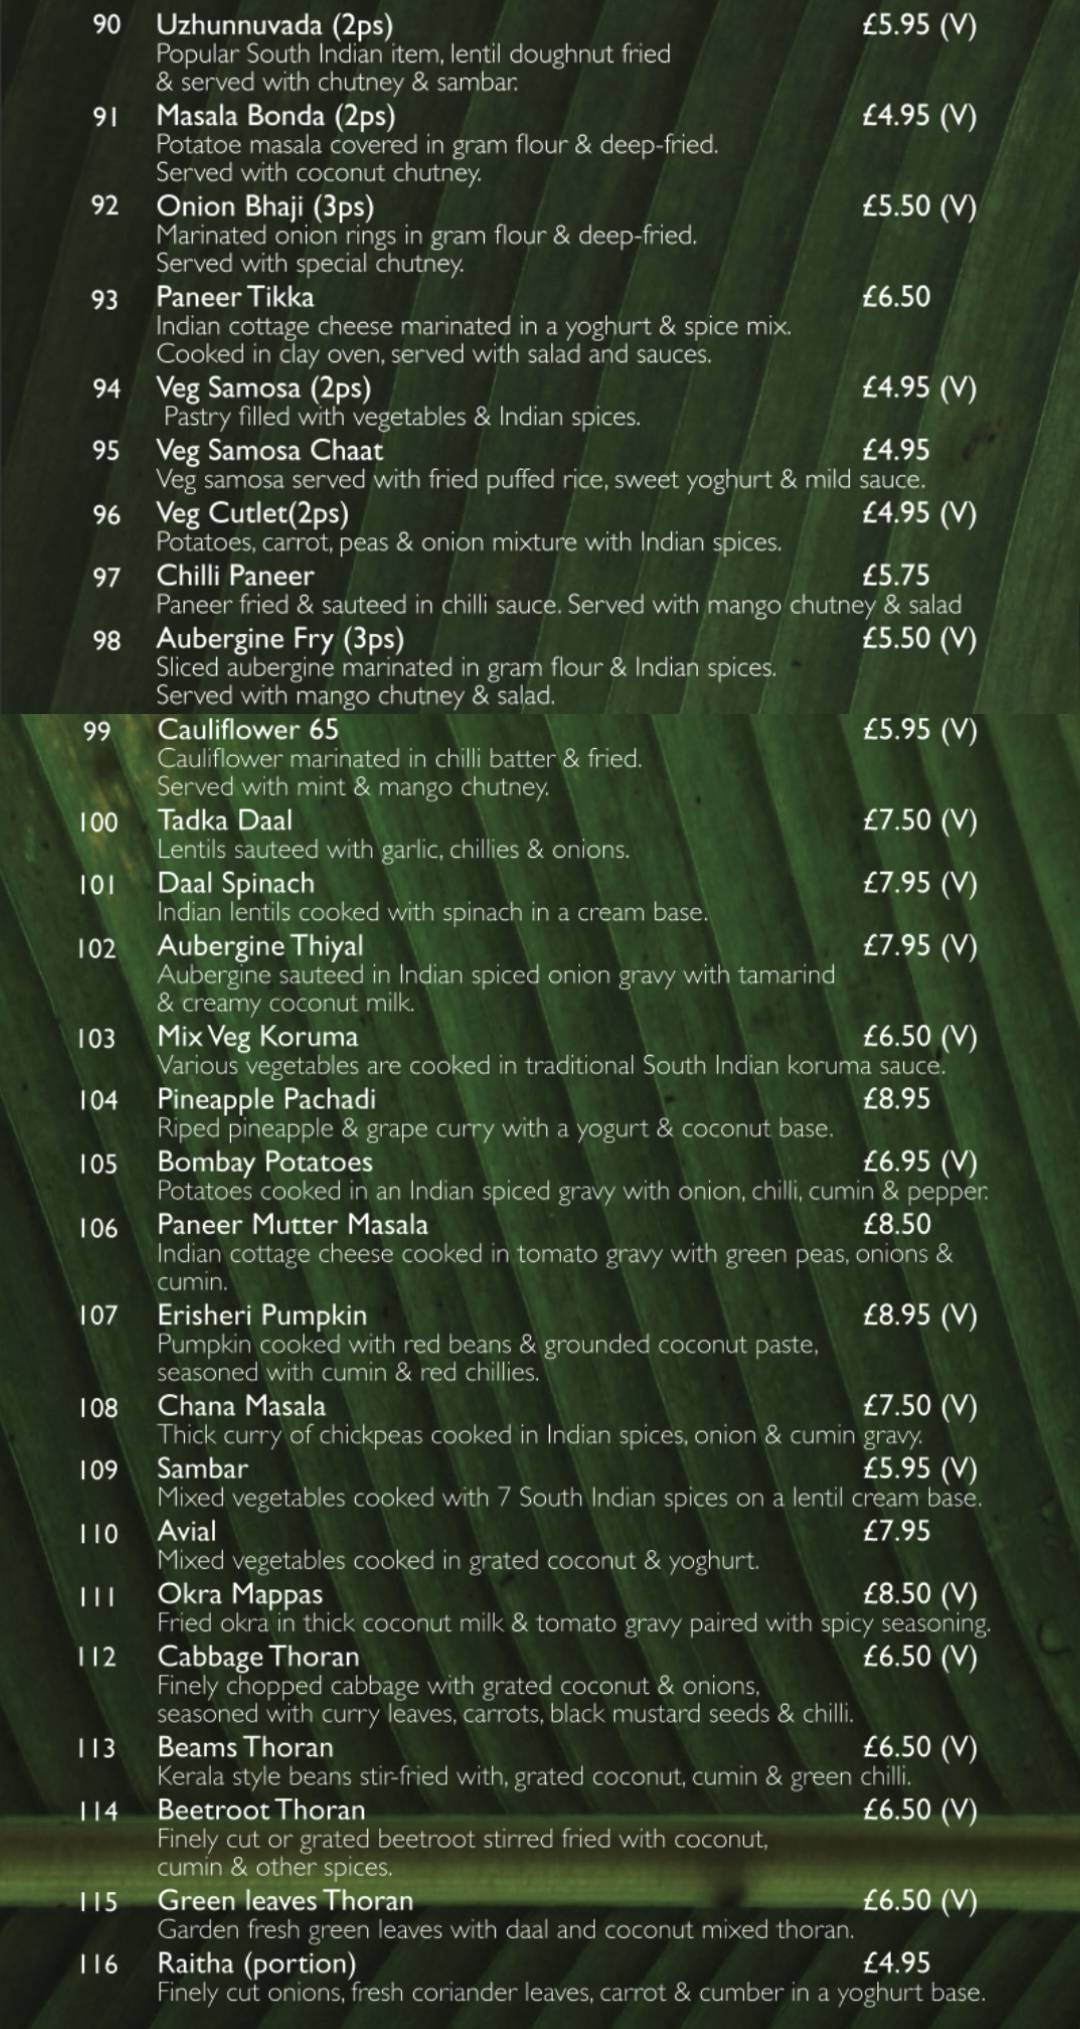 90 Uzhunnuvada (2ps) £5.95 (V)
Popular South Indian item, lentil doughnut fried
& served with chutney & sambar.
91 Masala Bonda (2ps) £4.95 (V)
Potatoe masala covered in gram flour & deep-fried.
Served with coconut chutney.
92 Onion Bhaji (3ps) £5.50 (V)
Marinated onion rings in gram flour & deep-fried.
Served with special chutney.
93 Paneer Tikka £6.50
Indian cottage cheese marinated in a yoghurt & spice mix.
Cooked in clay oven, served with salad and sauces.
94 Veg Samosa (2ps) £4.95 (V)
Pastry filled with vegetables & Indian spices.
95 Veg Samosa Chaat £4.95
Veg samosa served with fried puffed rice, sweet yoghurt & mild sauce.
96 Veg Cutlet(2ps) £4.95 (V)
Potatoes, carrot, peas & onion mixture with Indian spices.
97 Chilli Paneer £5.75
Paneer fried & sauteed in chilli sauce. Served with mango chutney & salad
98 Aubergine Fry (3ps) £5.50 (V)
Sliced aubergine marinated in gram flour & Indian spices.
Served with mango chutney & salad.
99 Cauliflower 65 £5.95 (V)
Cauliflower marinated in chilli batter & fried.
Served with mint & mango chutney.
100 Tadka Daal £7.50 (V)
Lentils sauteed with garlic, chillies & onions.
101 Daal Spinach £7.95 (V)
Indian lentils cooked with spinach in a cream base.
102 Aubergine Thiyal £7.95 (V)
Aubergine sauteed in Indian spiced onion gravy with tamarind
& creamy coconut milk.
103 Mix Veg Koruma £6.50 (V)
Various vegetables are cooked in traditional South Indian koruma sauce.
104 Pineapple Pachadi £8.95
Riped pineapple & grape curry with a yogurt & coconut base.
105 Bombay Potatoes £6.95 (V)
Potatoes cooked in an Indian spiced gravy with onion, chilli, cumin & pepper.
106 Paneer Mutter Masala £8.50
Indian cottage cheese cooked in tomato gravy with green peas, onions &
cumin.
107 Erisheri Pumpkin £8.95 (V)
Pumpkin cooked with red beans & grounded coconut paste,
seasoned with cumin & red chillies.
108 Chana Masala £7.50 (V)
Thick curry of chickpeas cooked in Indian spices, onion & cumin gravy.
109 Sambar £5.95 (V)
Mixed vegetables cooked with 7 South Indian spices on a lentil cream base.
110 Avial £7.95
Mixed vegetables cooked in grated coconut & yoghurt.
111 Okra Mappas £8.50 (V)
Fried okra in thick coconut milk & tomato gravy paired with spicy seasoning.
112 Cabbage Thoran £6.50 (V)
Finely chopped cabbage with grated coconut & onions,
seasoned with curry leaves, carrots, black mustard seeds & chilli.
113 Beams Thoran £6.50 (V)
Kerala style beans stir-fried with, grated coconut, cumin & green chilli.
114 Beetroot Thoran £6.50 (V)
Finely cut or grated beetroot stirred fried with coconut,
cumin & other spices.
115 Green leaves Thoran £6.50 (V)
Garden fresh green leaves with daal and coconut mixed thoran.
116 Raitha (portion) £4.95
Finely cut onions, fresh coriander leaves, carrot & cumber in a yoghurt base.